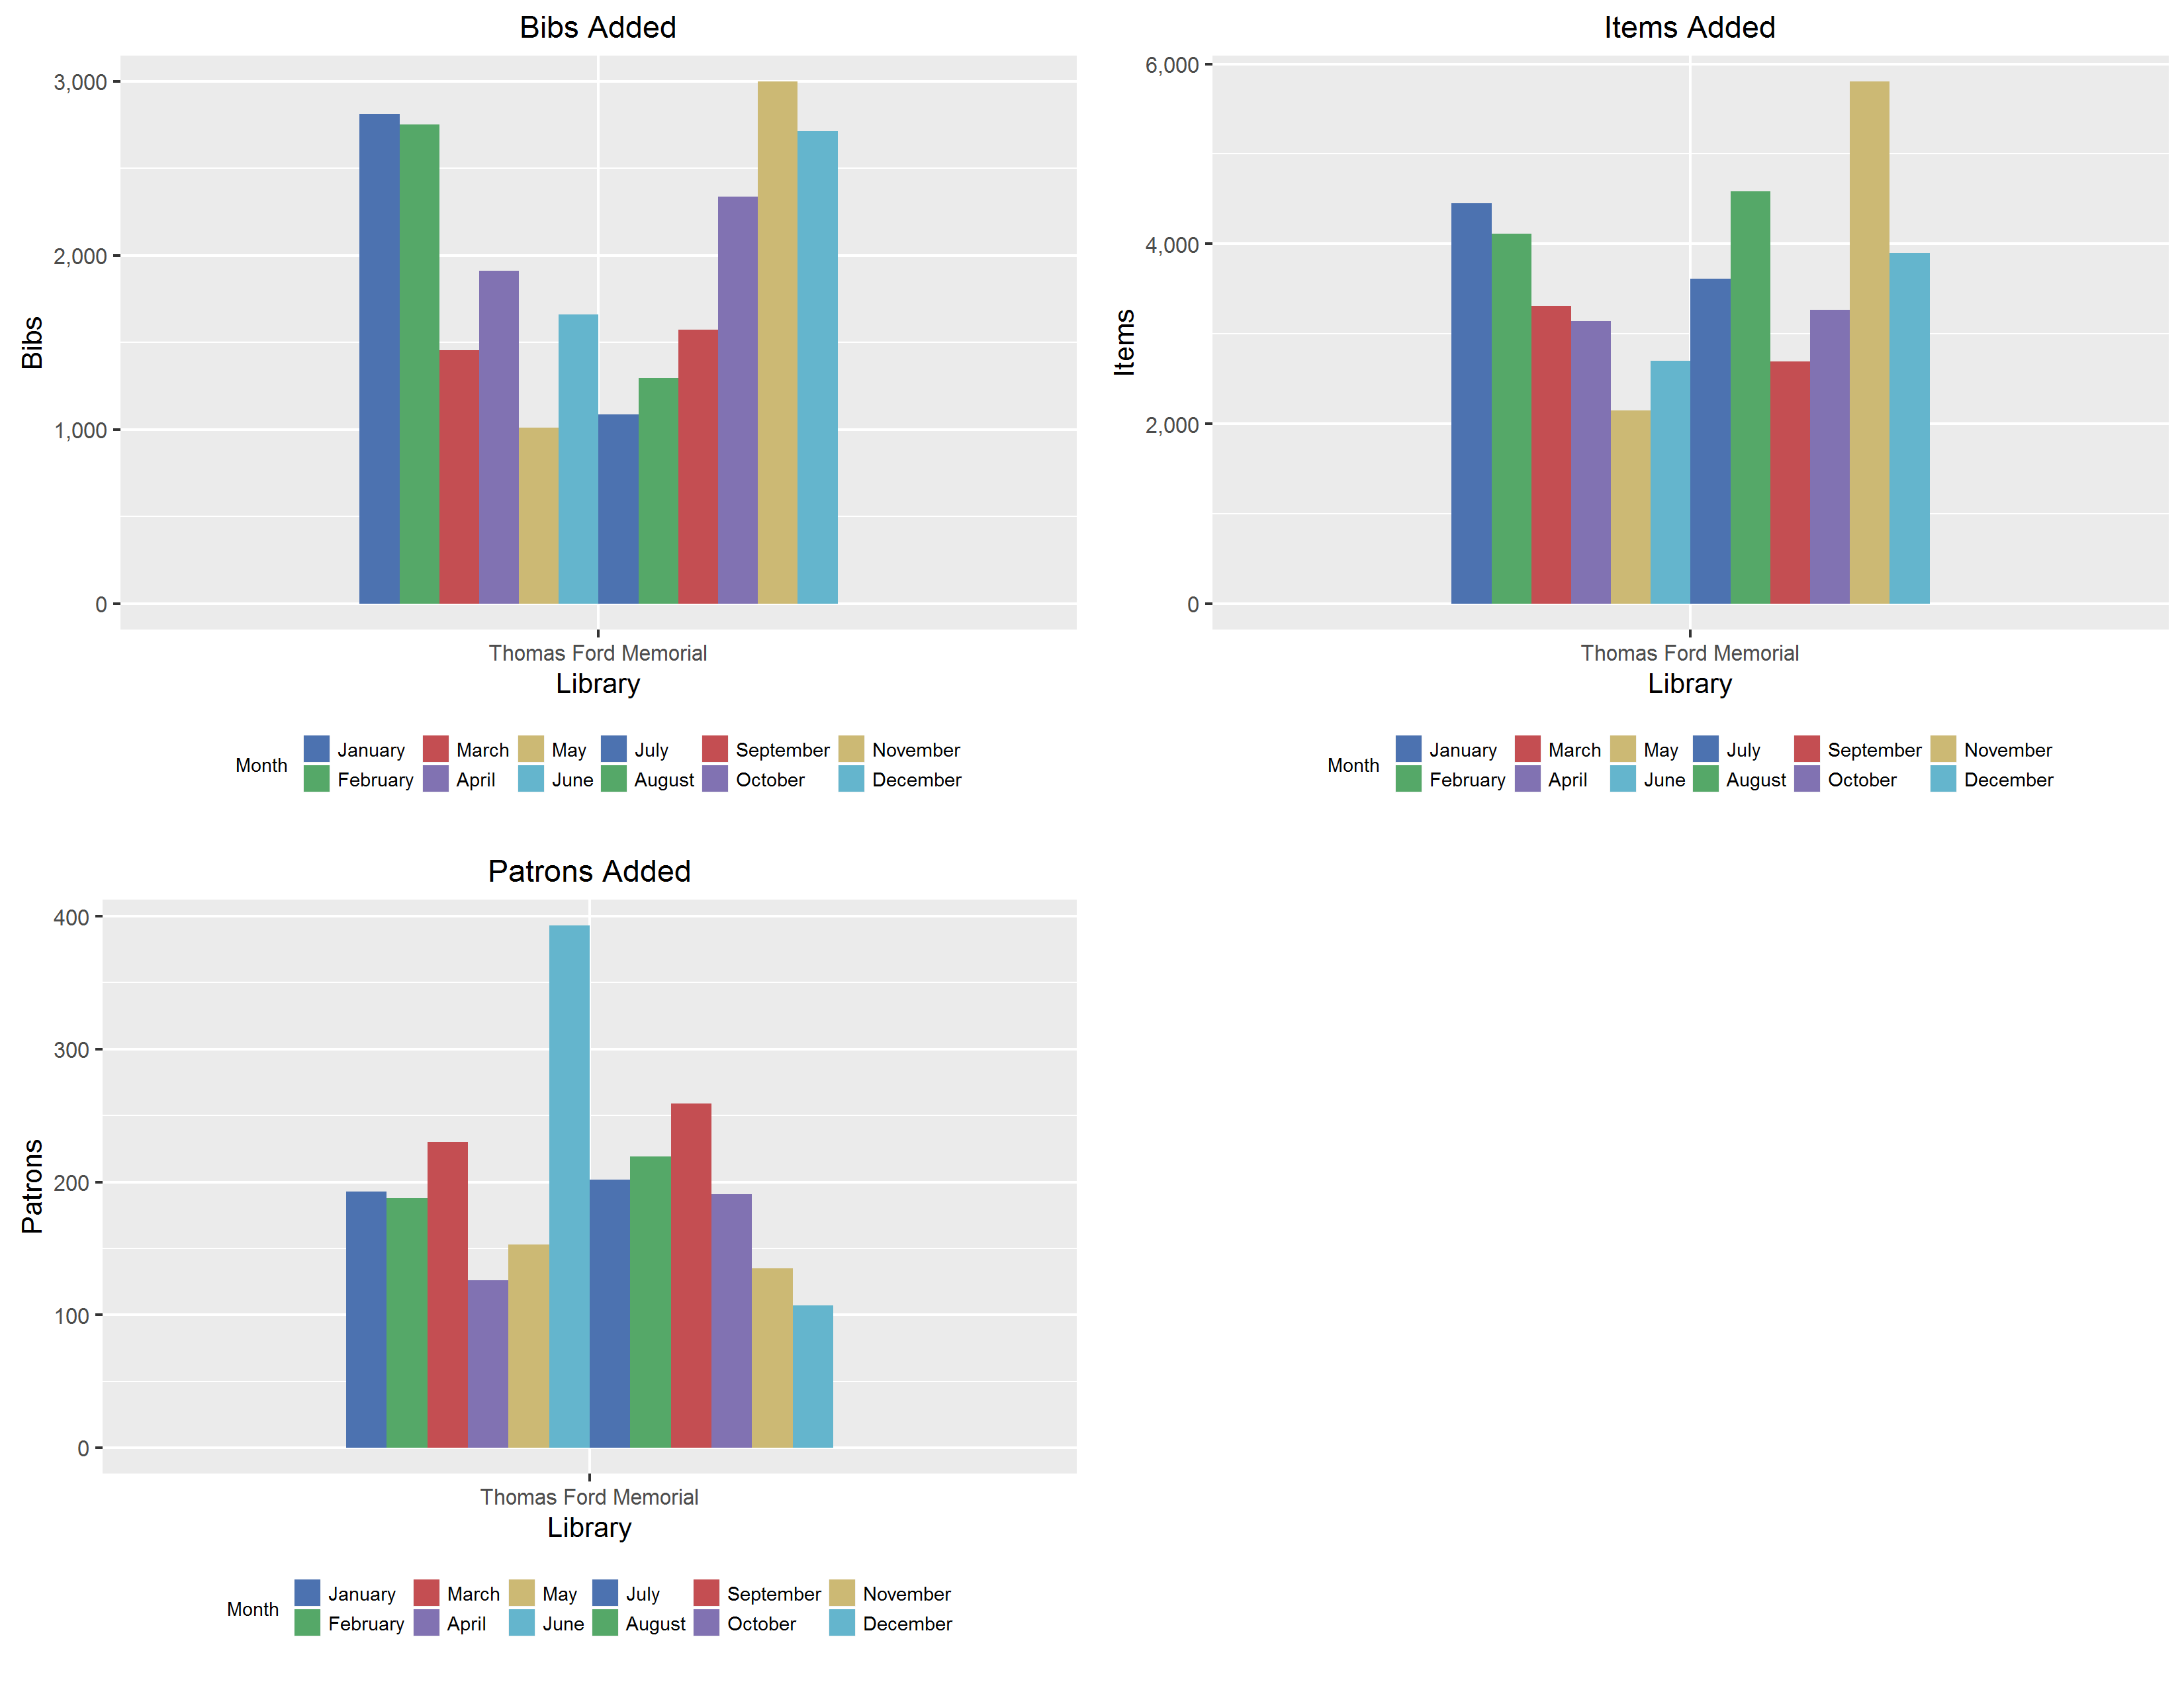 Bibs Added
3,000
2,000
1,000
0
Bibs
Thomas Ford Memorial
Library
Month
January March May July September November
February April June August October December
Items Added
6,000
4,000
2,000
0
Items
Thomas Ford Memorial
Library
Month
January March May July September November
February April June August October December
Patrons Added
400
300
200
100
0
Patrons
Thomas Ford Memorial
Library
Month
January March May July September November
February April June August October December